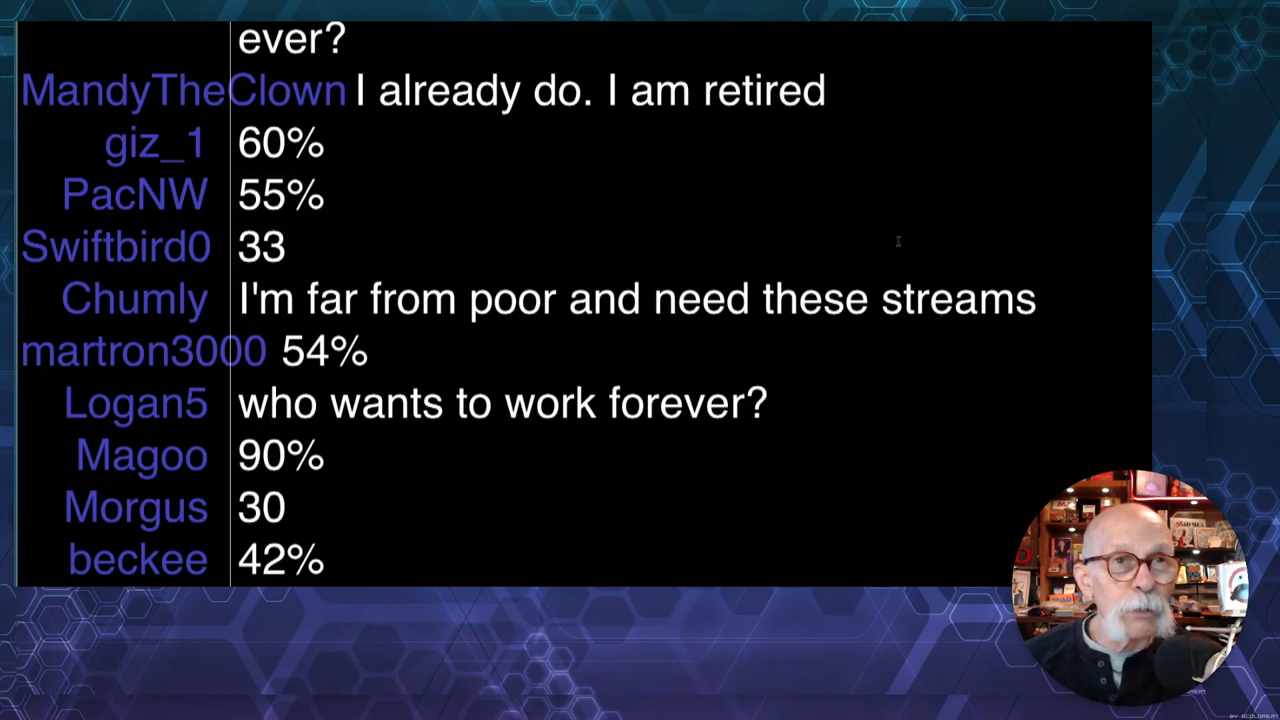 ever?
MandyTheClown I already do. I am retired
giz_1 60%
PacNW 55%
Swiftbird0 33
Chumly I'm far from poor and need these streams
martron3000 54%
Logan5 who wants to work forever?
Magoo 90%
Morgus 30
beckee 42%